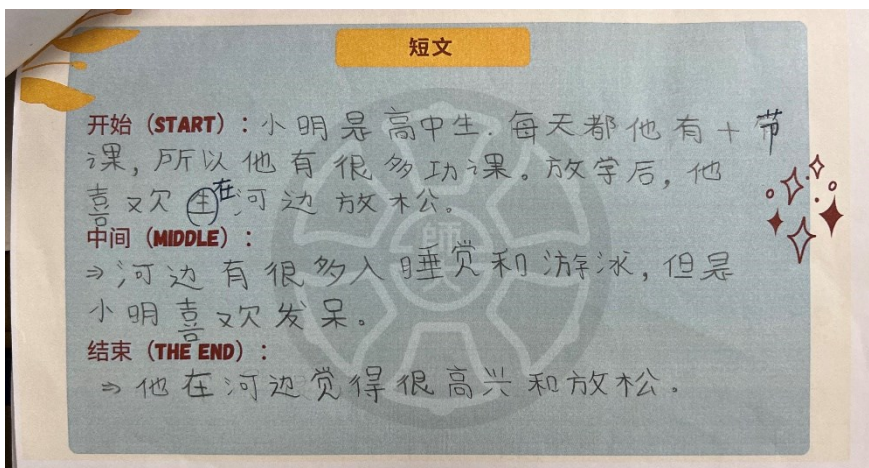 短文
开始（START）：小明是高中生.每天都他有十节
课，所以他有很多功课。放学后，他
喜欢在河边放松。
中间（MIDDLE）：
⇒河边有很多人睡觉和游泳，但是
小明喜欢发呆。
结束（THE END）：
⇒他在河边觉得很高兴和放松。
師